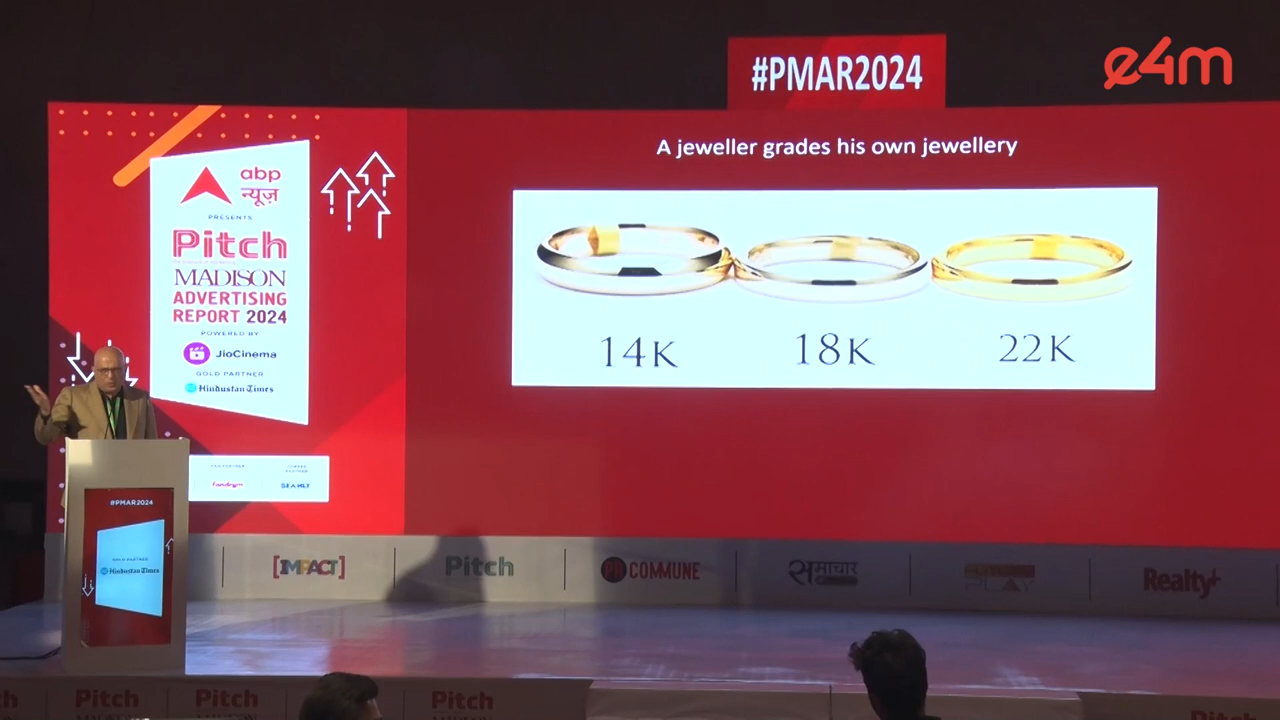 e4m
#PMAR2024
A jeweller grades his own jewellery
14K
18K
22K
abp
न्यूज़
PRESENTS
Pitch
MADISON
ADVERTISING
REPORT 2024
POWERED BY
JioCinema
GOLD PARTNER
Hindustan Times
#PMAR2024
Hindustan Times
[IMPACT]
Pitch
PR COMMUNE
समाचार
Realty+
Pitch
Pitch
Pitch